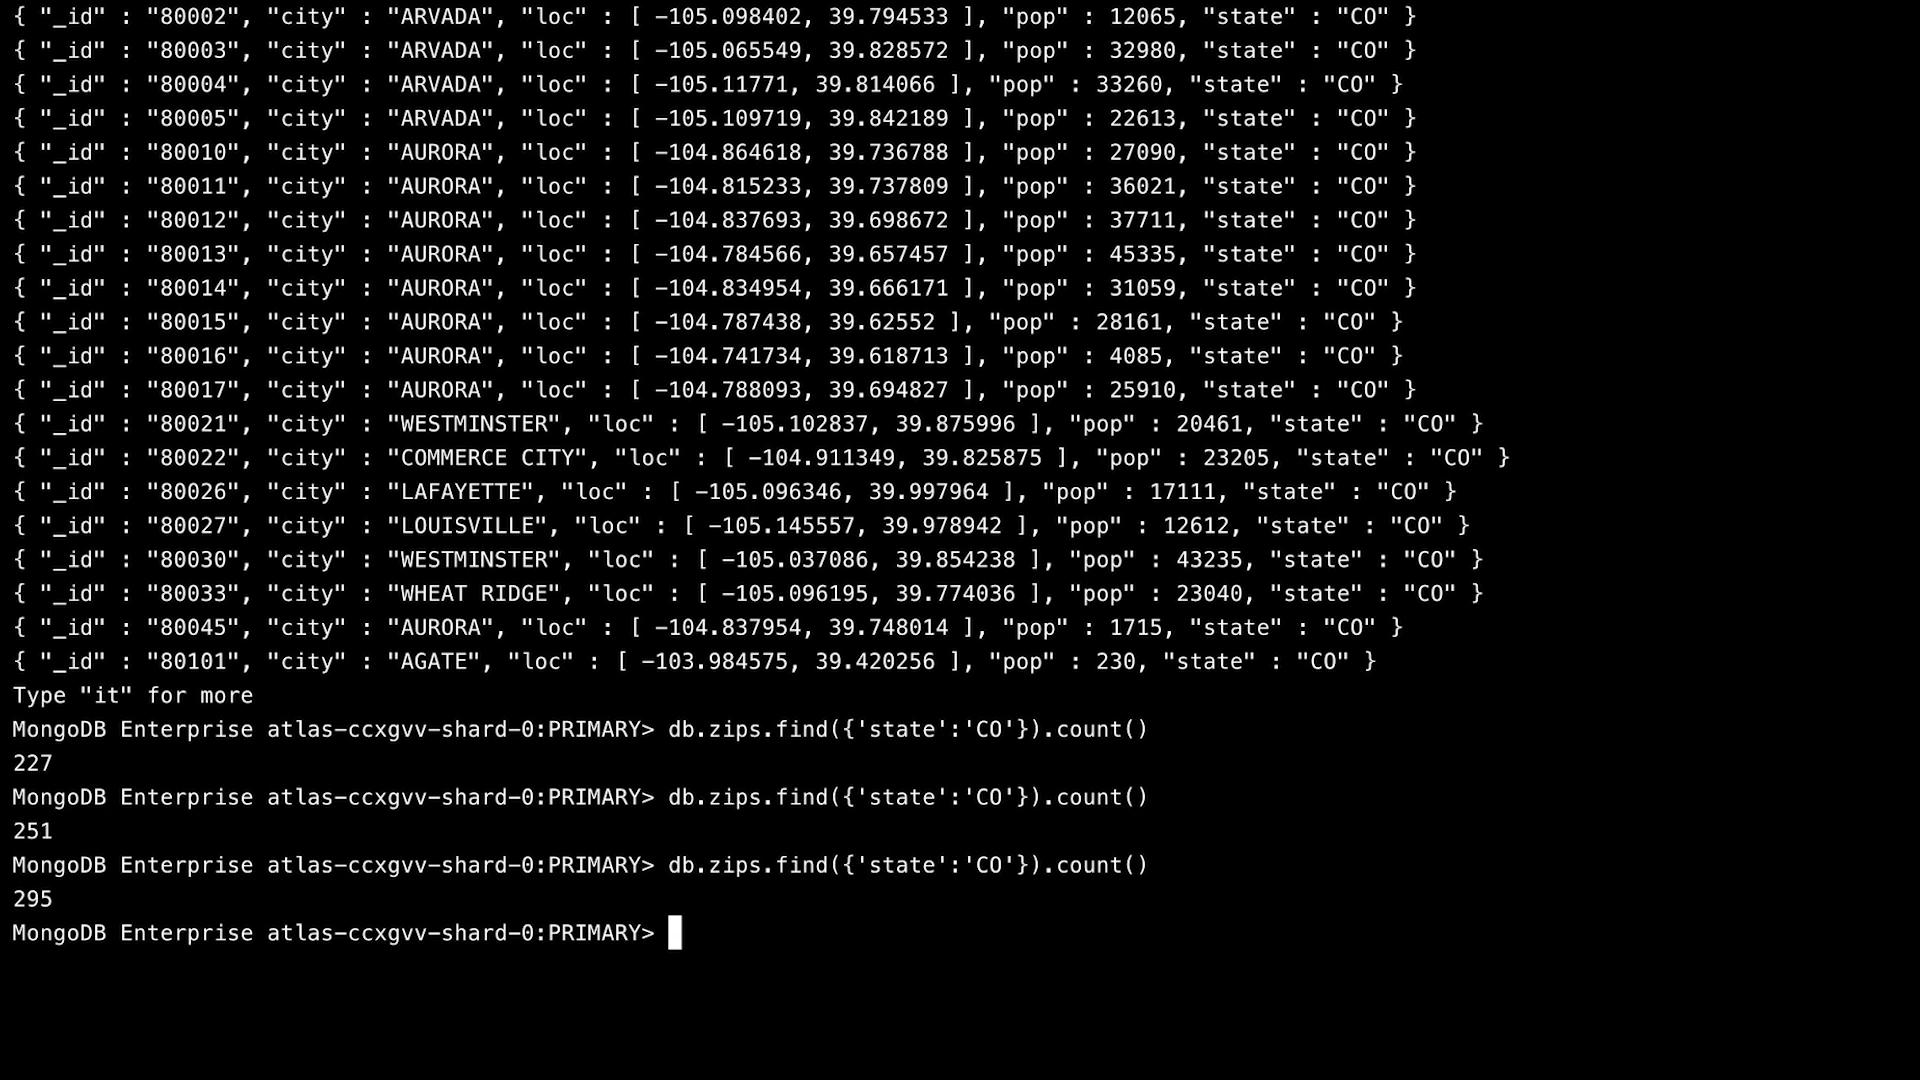 { "_id" : "80002", "city" : "ARVADA", "loc" : [ -105.098402, 39.794533 ], "pop" : 12065, "state" : "CO" }
{ "_id" : "80003", "city" : "ARVADA", "loc" : [ -105.065549, 39.828572 ], "pop" : 32980, "state" : "CO" }
{ "_id" : "80004", "city" : "ARVADA", "loc" : [ -105.11771, 39.814066 ], "pop" : 33260, "state" : "CO" }
{ "_id" : "80005", "city" : "ARVADA", "loc" : [ -105.109719, 39.842189 ], "pop" : 22613, "state" : "CO" }
{ "_id" : "80010", "city" : "AURORA", "loc" : [ -104.864618, 39.736788 ], "pop" : 27090, "state" : "CO" }
{ "_id" : "80011", "city" : "AURORA", "loc" : [ -104.815233, 39.737809 ], "pop" : 36021, "state" : "CO" }
{ "_id" : "80012", "city" : "AURORA", "loc" : [ -104.837693, 39.698672 ], "pop" : 37711, "state" : "CO" }
{ "_id" : "80013", "city" : "AURORA", "loc" : [ -104.784566, 39.657457 ], "pop" : 45335, "state" : "CO" }
{ "_id" : "80014", "city" : "AURORA", "loc" : [ -104.834954, 39.666171 ], "pop" : 31059, "state" : "CO" }
{ "_id" : "80015", "city" : "AURORA", "loc" : [ -104.787438, 39.62552 ], "pop" : 28161, "state" : "CO" }
{ "_id" : "80016", "city" : "AURORA", "loc" : [ -104.741734, 39.618713 ], "pop" : 4085, "state" : "CO" }
{ "_id" : "80017", "city" : "AURORA", "loc" : [ -104.788093, 39.694827 ], "pop" : 25910, "state" : "CO" }
{ "_id" : "80021", "city" : "WESTMINSTER", "loc" : [ -105.102837, 39.875996 ], "pop" : 20461, "state" : "CO" }
{ "_id" : "80022", "city" : "COMMERCE CITY", "loc" : [ -104.911349, 39.825875 ], "pop" : 23205, "state" : "CO" }
{ "_id" : "80026", "city" : "LAFAYETTE", "loc" : [ -105.096346, 39.997964 ], "pop" : 17111, "state" : "CO" }
{ "_id" : "80027", "city" : "LOUISVILLE", "loc" : [ -105.145557, 39.978942 ], "pop" : 12612, "state" : "CO" }
{ "_id" : "80030", "city" : "WESTMINSTER", "loc" : [ -105.037086, 39.854238 ], "pop" : 43235, "state" : "CO" }
{ "_id" : "80033", "city" : "WHEAT RIDGE", "loc" : [ -105.096195, 39.774036 ], "pop" : 23040, "state" : "CO" }
{ "_id" : "80045", "city" : "AURORA", "loc" : [ -104.837954, 39.748014 ], "pop" : 1715, "state" : "CO" }
{ "_id" : "80101", "city" : "AGATE", "loc" : [ -103.984575, 39.420256 ], "pop" : 230, "state" : "CO" }
Type "it" for more
MongoDB Enterprise atlas-ccxgvv-shard-0:PRIMARY> db.zips.find({'state':'CO'}).count()
227
MongoDB Enterprise atlas-ccxgvv-shard-0:PRIMARY> db.zips.find({'state':'CO'}).count()
251
MongoDB Enterprise atlas-ccxgvv-shard-0:PRIMARY> db.zips.find({'state':'CO'}).count()
295
MongoDB Enterprise atlas-ccxgvv-shard-0:PRIMARY>